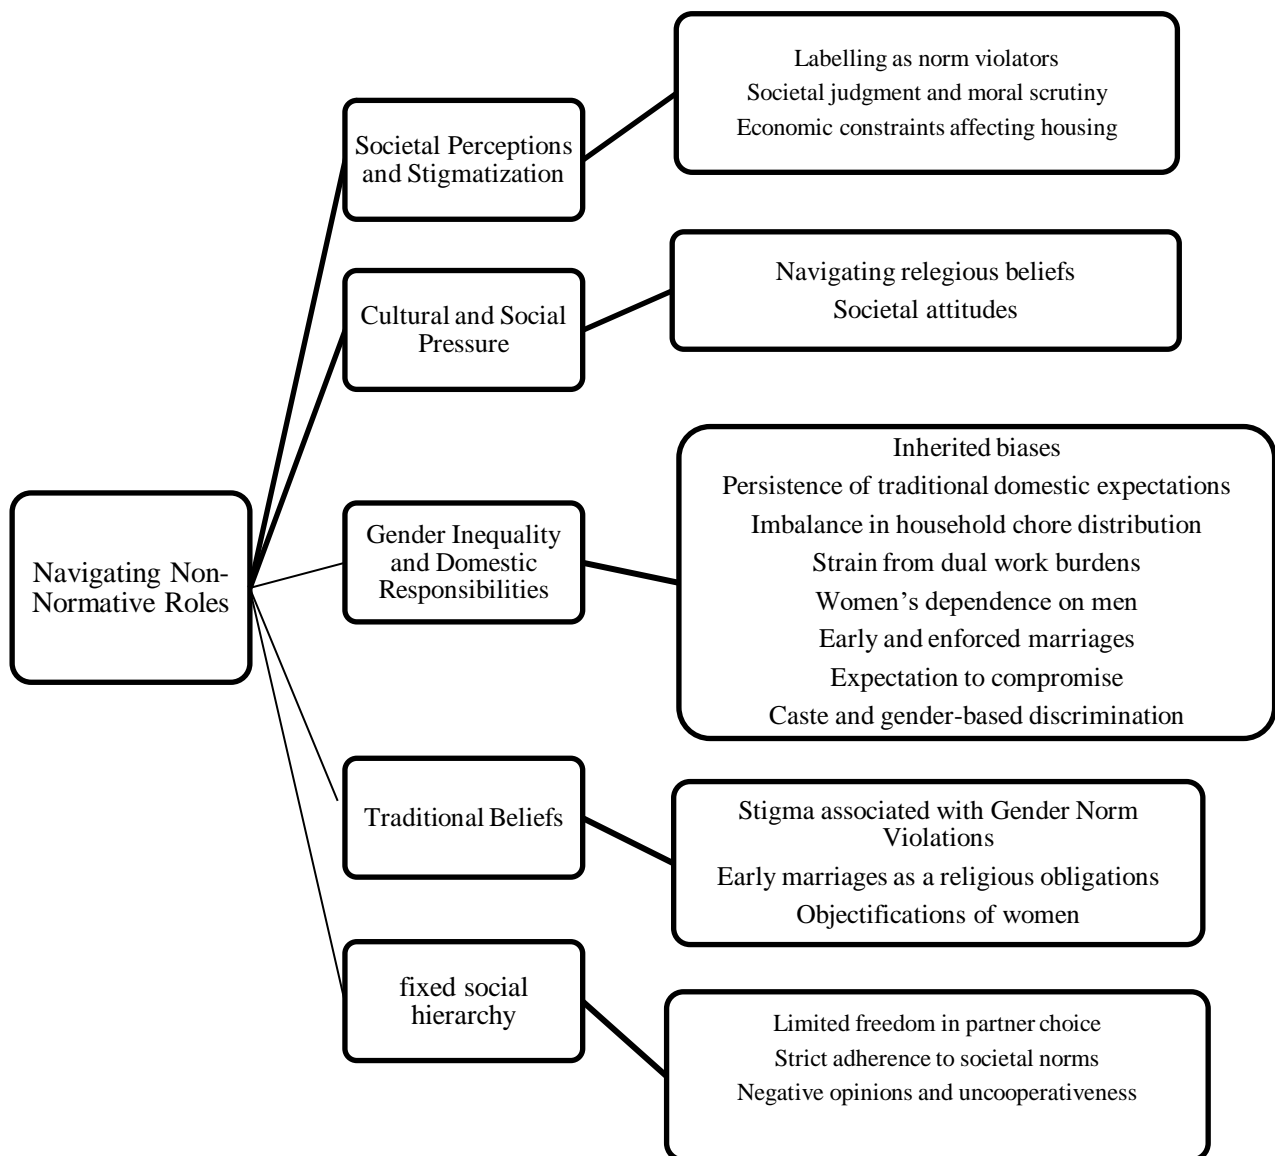 Labelling as norm violators
Societal judgment and moral scrutiny
Economic constraints affecting housing
Societal Perceptions
and Stigmatization
Navigating relegious beliefs
Societal attitudes
Cultural and Social
Pressure
Inherited biases
Persistence of traditional domestic expectations
Imbalance in household chore distribution
Strain from dual work burdens
Women's dependence on men
Early and enforced marriages
Expectation to compromise
Caste and gender-based discrimination
Gender Inequality
and Domestic
Responsibilities
Navigating Non-
Normative Roles
Traditional Beliefs
Stigma associated with Gender Norm
Violations
Early marriages as a religious obligations
Objectifications of women
fixed social
hierarchy
Limited freedom in partner choice
Strict adherence to societal norms
Negative opinions and uncooperativeness